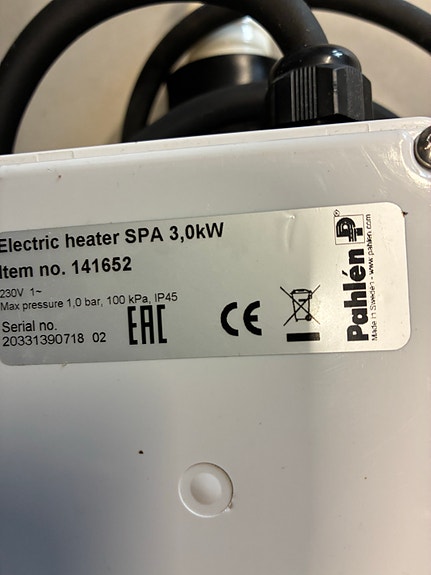 Electric heater SPA 3,0kW
Item no. 141652
230V 1~
Max pressure 1,0 bar, 100 kPa, IP45
Serial no.
20331390718 02
EAC
CE
Pahlén
Made in Sweden - www.pahlen.com